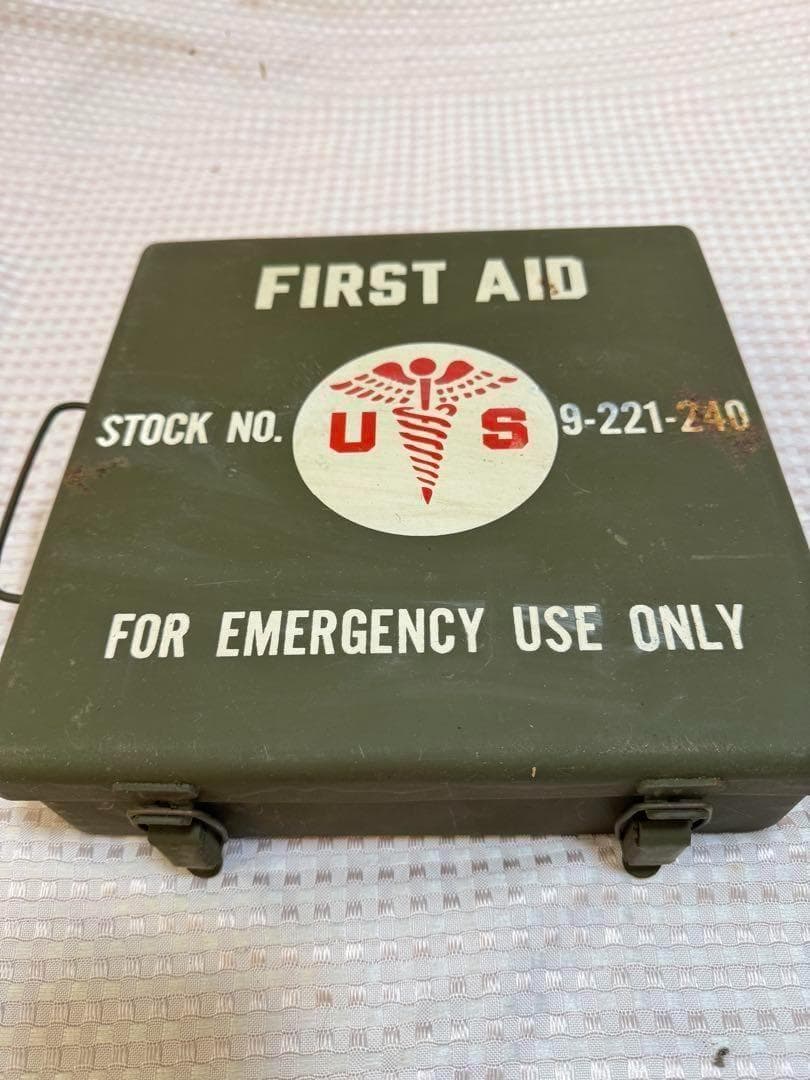 FIRST AID
STOCK NO. U S 9-221-240
FOR EMERGENCY USE ONLY